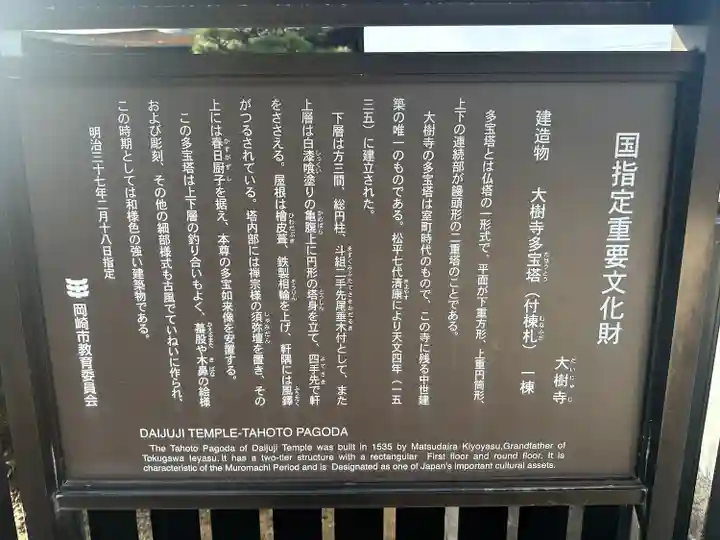 国指定重要文化財
大樹寺
建造物 大樹寺多宝塔(付棟札) 一棟
多宝塔とは仏塔の一形式で、平面が下重方形、上重円筒形、
上下の連続部が饅頭形の二重塔のことである。
大樹寺の多宝塔は室町時代のもので、この寺に残る中世建
築の唯一のものである。松平七代清康により天文四年(一五
三五)に建立された。
下層は方三間、総円柱、斗組二手先尾垂木付として、また
上層は白漆喰塗りの亀腹上に円形の塔身を立て、四手先で軒
をささえる。屋根は檜皮葺、鉄製相輪を上げ、軒隅には風鐸
がつるされている。塔内部には禅宗様の須弥壇を置き、その
上には春日厨子を据え、本尊の多宝如来像を安置する。
この多宝塔は上下層の釣り合いもよく、蟇股や木鼻の絵様
および彫刻、その他の細部様式も古風でていねいに作られ、
この時期としては和様色の強い建築物である。
明治三十七年二月十八日指定
岡崎市教育委員会
DAIJUJI TEMPLE-TAHOTO PAGODA
The Tahoto Pagoda of Daijuji Temple was built in 1535 by Matsudaira Kiyoyasu.Grandfather of
Tokugawa Ieyasu.It has a two-tier structure with a rectangular First floor and round floor. It is
characteristic of the Muromachi Period and is Designated as one of Japan's important cultural assets.